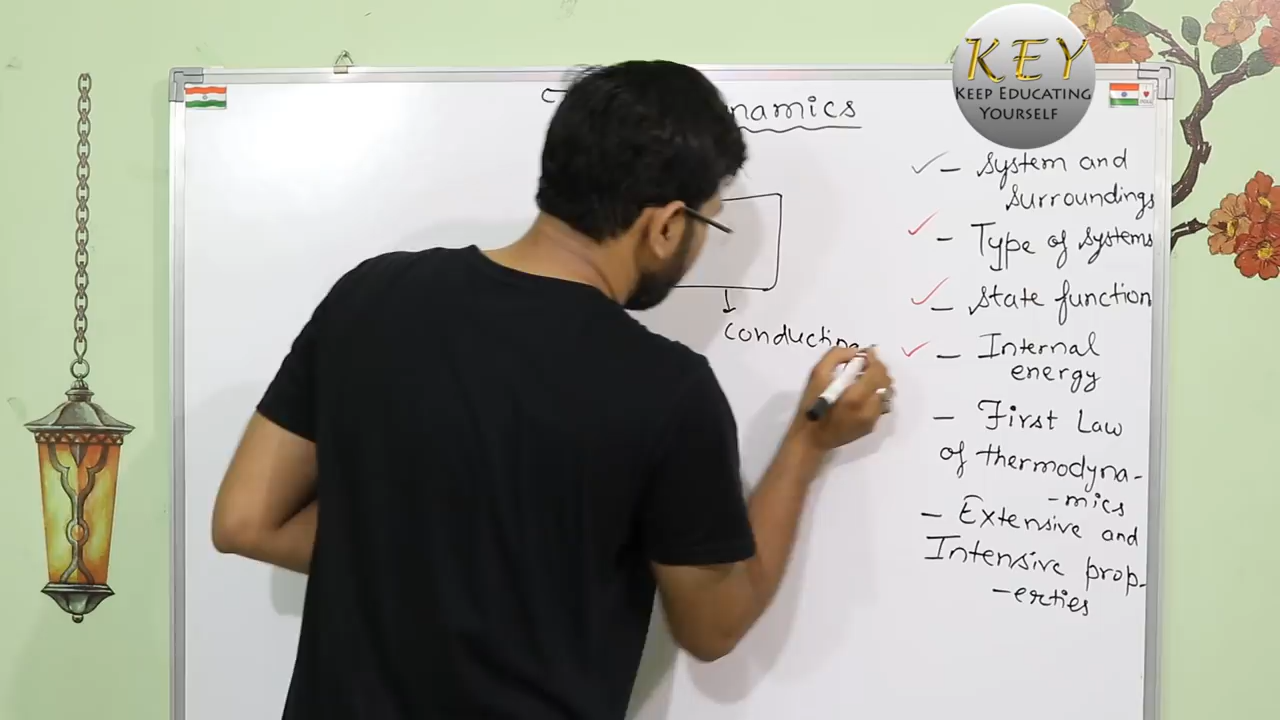 KEY
KEEP EDUCATING
YOURSELF
namics
- System and
surroundings
- Type of systems
- State function
- Internal
energy
- First Law
of thermodyna-
-mics
- Extensive and
Intensive prop-
-erties
conducting